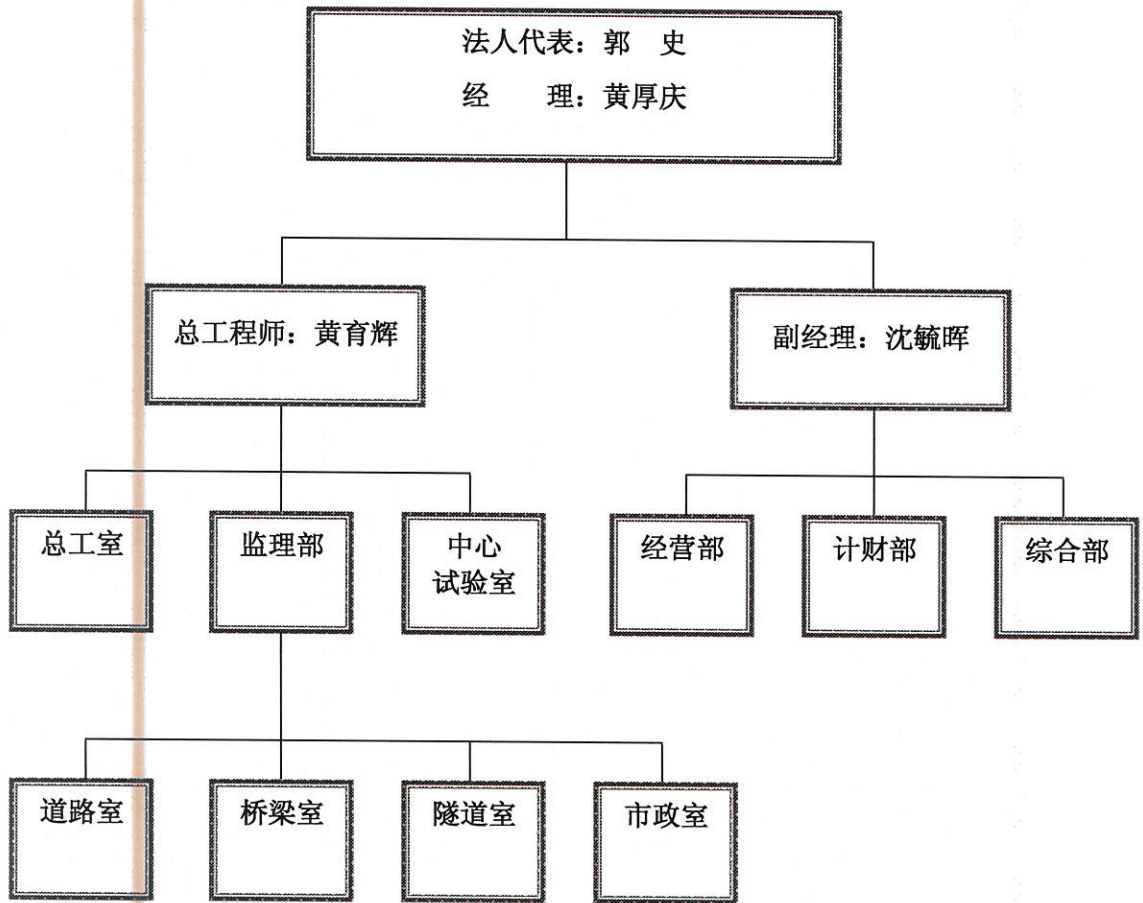 法人代表：郭　史
经　　理：黄厚庆
总工程师：黄育辉
副经理：沈毓晖
总工室
监理部
中心
试验室
经营部
计财部
综合部
道路室
桥梁室
隧道室
市政室